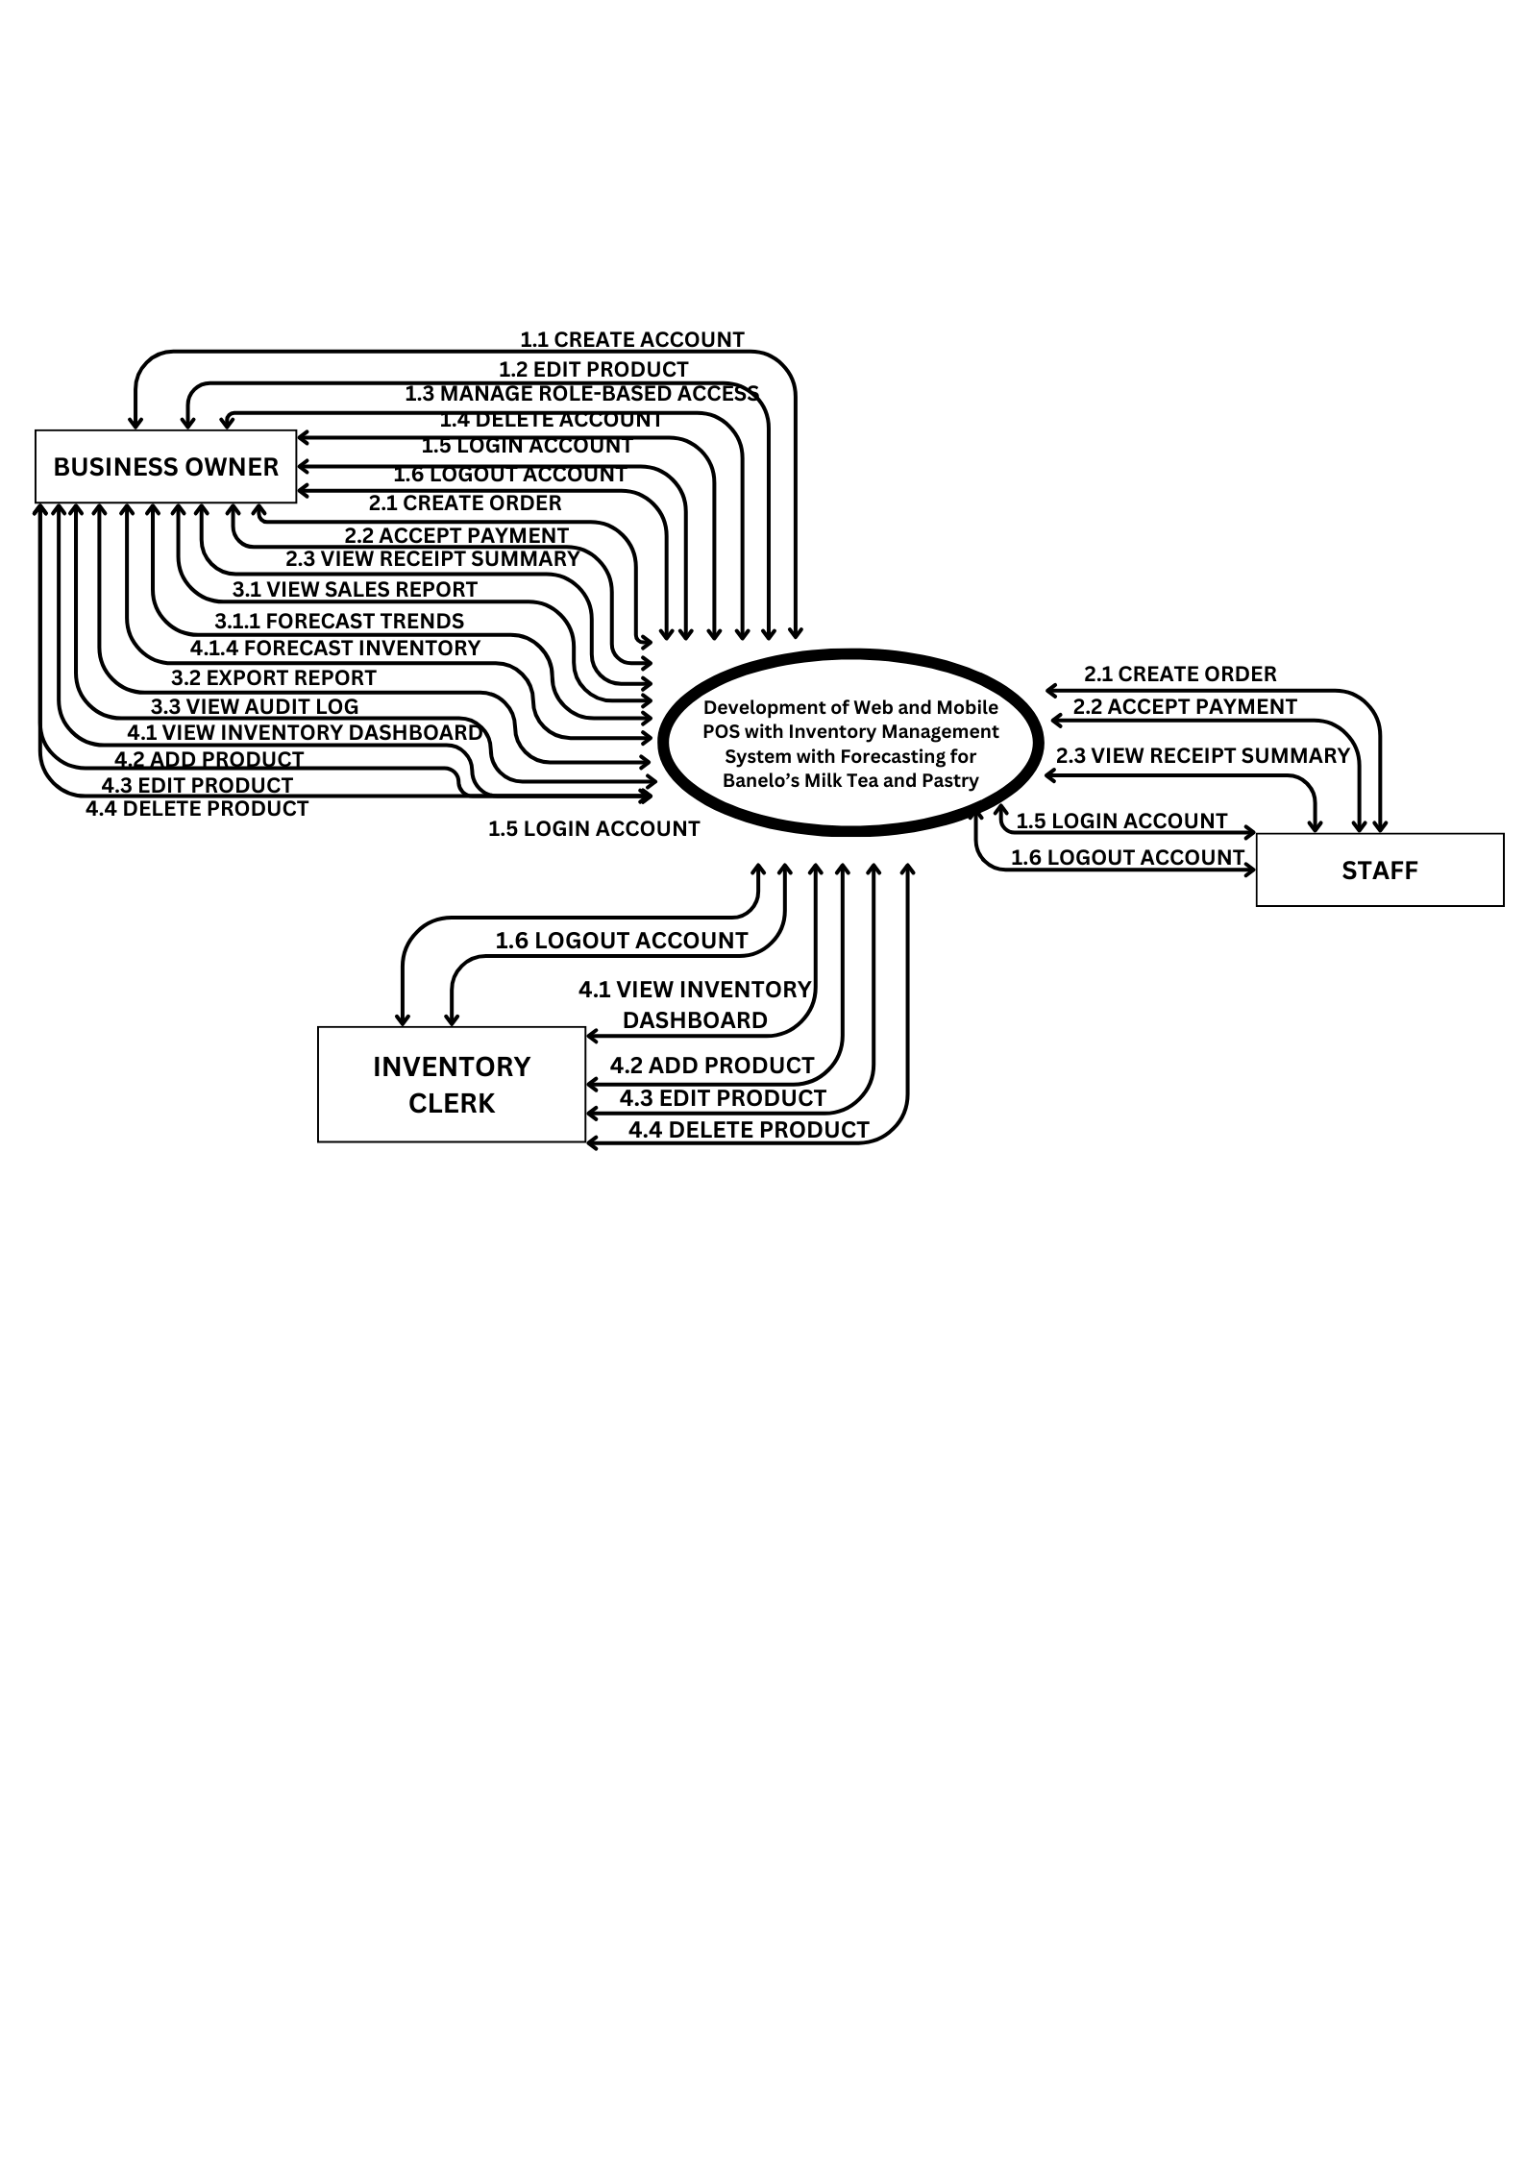 1.1 CREATE ACCOUNT
1.2 EDIT PRODUCT
1.3 MANAGE ROLE-BASED ACCESS
1.4 DELETE ACCOUNT
1.5 LOGIN ACCOUNT
1.6 LOGOUT ACCOUNT
BUSINESS OWNER
2.1 CREATE ORDER
2.2 ACCEPT PAYMENT
2.3 VIEW RECEIPT SUMMARY
3.1 VIEW SALES REPORT
3.1.1 FORECAST TRENDS
4.1.4 FORECAST INVENTORY
3.2 EXPORT REPORT
3.3 VIEW AUDIT LOG
4.1 VIEW INVENTORY DASHBOARD
4.2 ADD PRODUCT
4.3 EDIT PRODUCT
4.4 DELETE PRODUCT
Development of Web and Mobile
POS with Inventory Management
System with Forecasting for
Banelo’s Milk Tea and Pastry
2.1 CREATE ORDER
2.2 ACCEPT PAYMENT
2.3 VIEW RECEIPT SUMMARY
1.5 LOGIN ACCOUNT
1.6 LOGOUT ACCOUNT
STAFF
1.5 LOGIN ACCOUNT
1.6 LOGOUT ACCOUNT
4.1 VIEW INVENTORY
DASHBOARD
4.2 ADD PRODUCT
4.3 EDIT PRODUCT
4.4 DELETE PRODUCT
INVENTORY
CLERK